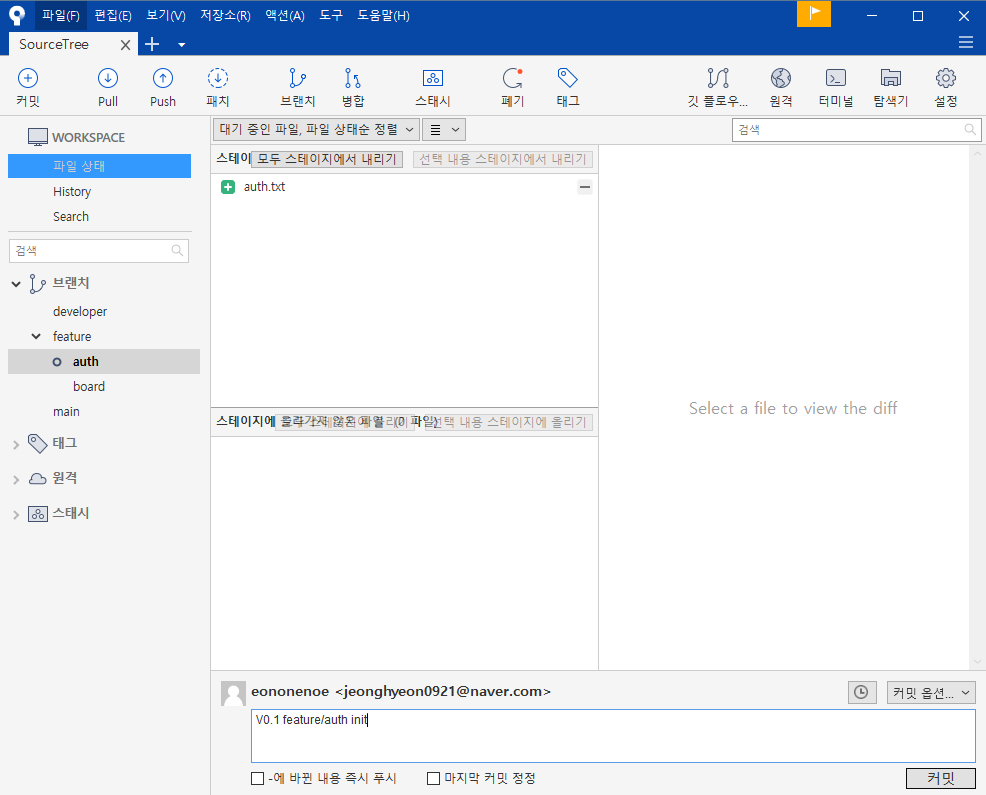 파일(F) 편집(E) 보기(V) 저장소(R) 액션(A) 도구 도움말(H)
SourceTree
커밋 Pull Push 패치 브랜치 병합 스태시 폐기 태그 깃 플로우... 원격 터미널 탐색기 설정
WORKSPACE
파일 상태
History
Search
검색
브랜치
developer
feature
auth
board
main
태그
원격
스태시
대기 중인 파일, 파일 상태순 정렬
검색
스테이 모두 스테이지에서 내리기 선택 내용 스테이지에서 내리기
auth.txt
스테이지에 올라가지 않은 파일 (0 파일) 선택 내용 스테이지에 올리기
Select a file to view the diff
eononenoe <jeonghyeon0921@naver.com>
커밋 옵션...
V0.1 feature/auth init
-에 바뀐 내용 즉시 푸시 마지막 커밋 정정
커밋